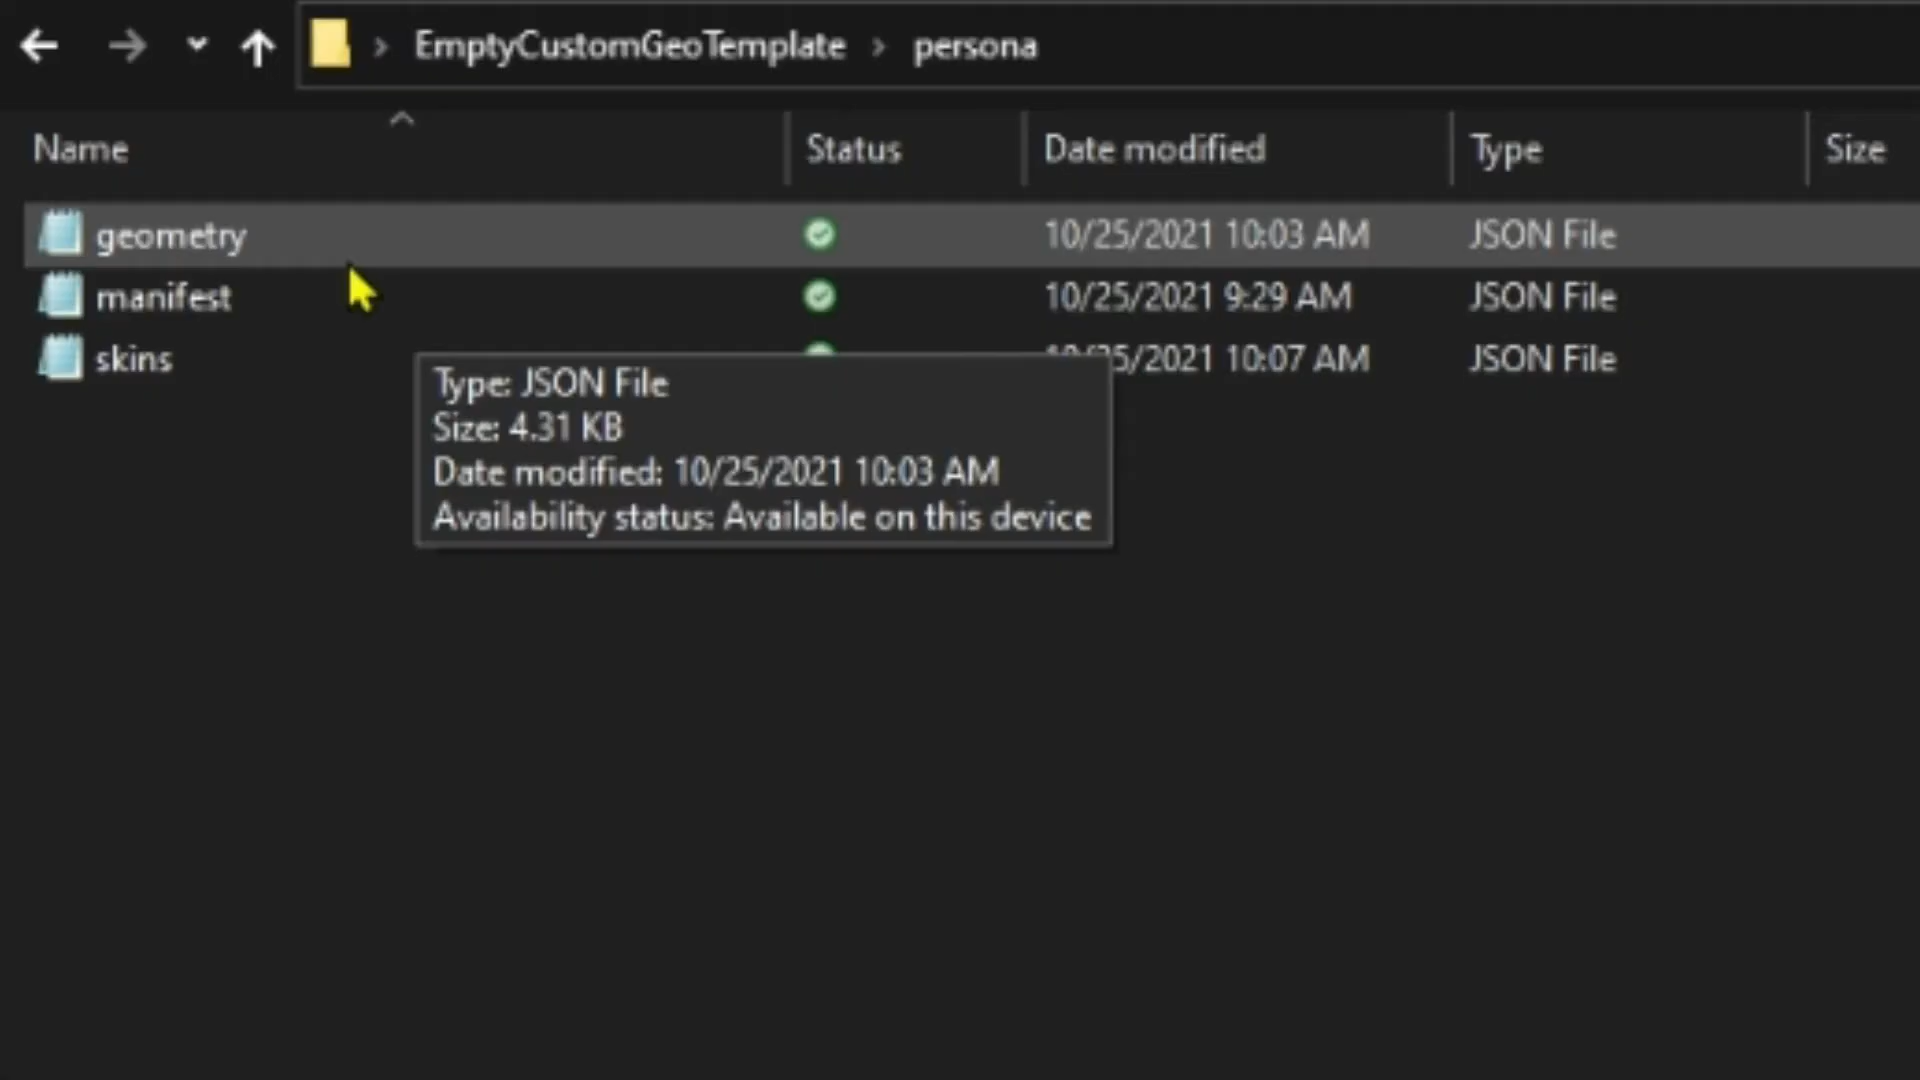 EmptyCustomGeoTemplate > persona
Name Status Date modified Type Size
geometry 10/25/2021 10:03 AM JSON File
manifest 10/25/2021 9:29 AM JSON File
skins 10/25/2021 10:07 AM JSON File
Type: JSON File
Size: 4.31 KB
Date modified: 10/25/2021 10:03 AM
Availability status: Available on this device